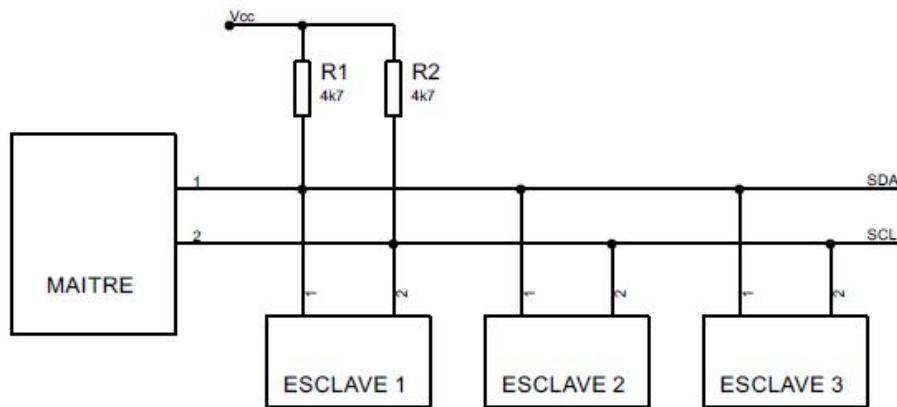 Vcc
R1
4k7
R2
4k7
1
SDA
2
SCL
MAITRE
1
2
1
2
1
2
ESCLAVE 1
ESCLAVE 2
ESCLAVE 3